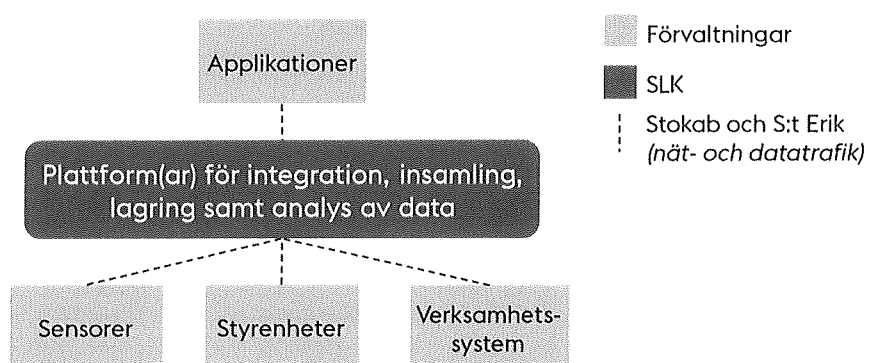 Applikationer
Plattform(ar) för integration, insamling,
lagring samt analys av data
Sensorer
Styrenheter
Verksamhets-
system
Förvaltningar
SLK
Stokab och S:t Erik
(nät- och datatrafik)